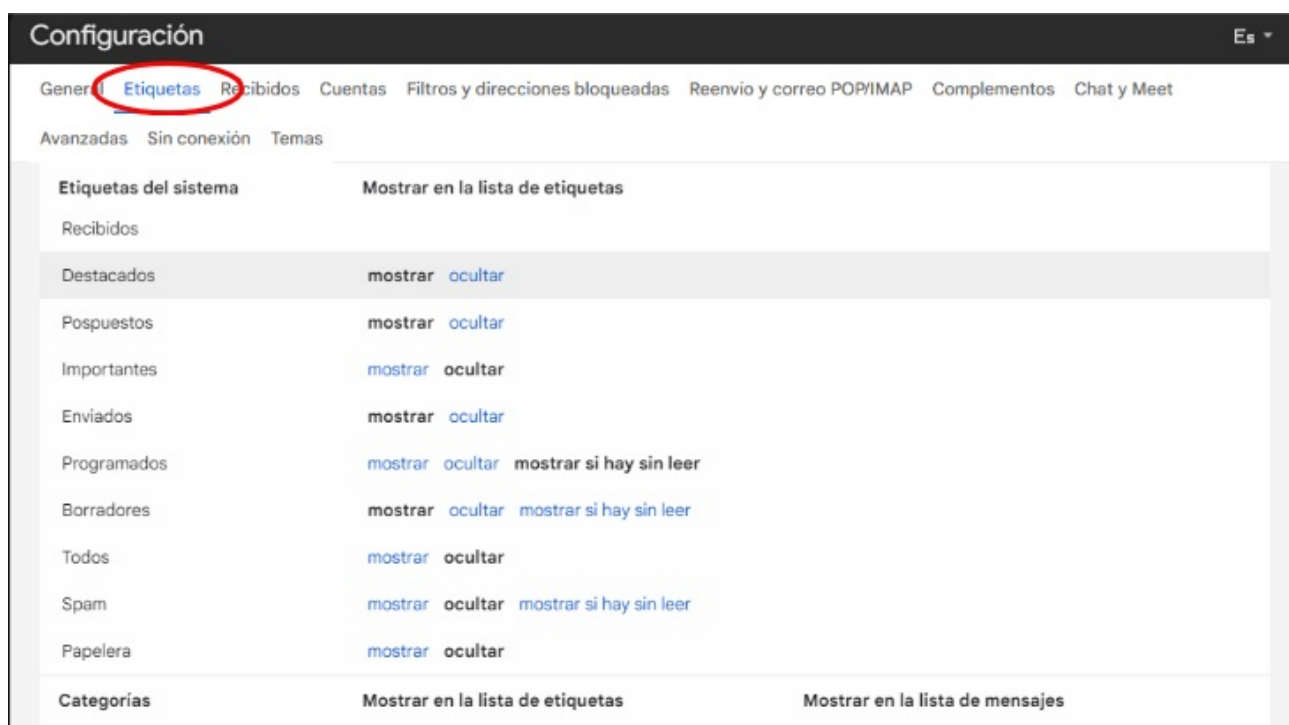 Configuración Es
General Etiquetas Recibidos Cuentas Filtros y direcciones bloqueadas Reenvío y correo POP/IMAP Complementos Chat y Meet
Avanzadas Sin conexión Temas
Etiquetas del sistema Mostrar en la lista de etiquetas
Recibidos
Destacados mostrar ocultar
Pospuestos mostrar ocultar
Importantes mostrar ocultar
Enviados mostrar ocultar
Programados mostrar ocultar mostrar si hay sin leer
Borradores mostrar ocultar mostrar si hay sin leer
Todos mostrar ocultar
Spam mostrar ocultar mostrar si hay sin leer
Papelera mostrar ocultar
Categorías Mostrar en la lista de etiquetas Mostrar en la lista de mensajes